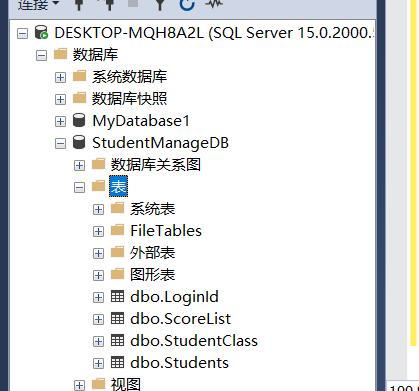 连接
DESKTOP-MQH8A2L (SQL Server 15.0.2000.5
数据库
系统数据库
数据库快照
MyDatabase1
StudentManageDB
数据库关系图
表
系统表
FileTables
外部表
图形表
dbo.LoginId
dbo.ScoreList
dbo.StudentClass
dbo.Students
视图